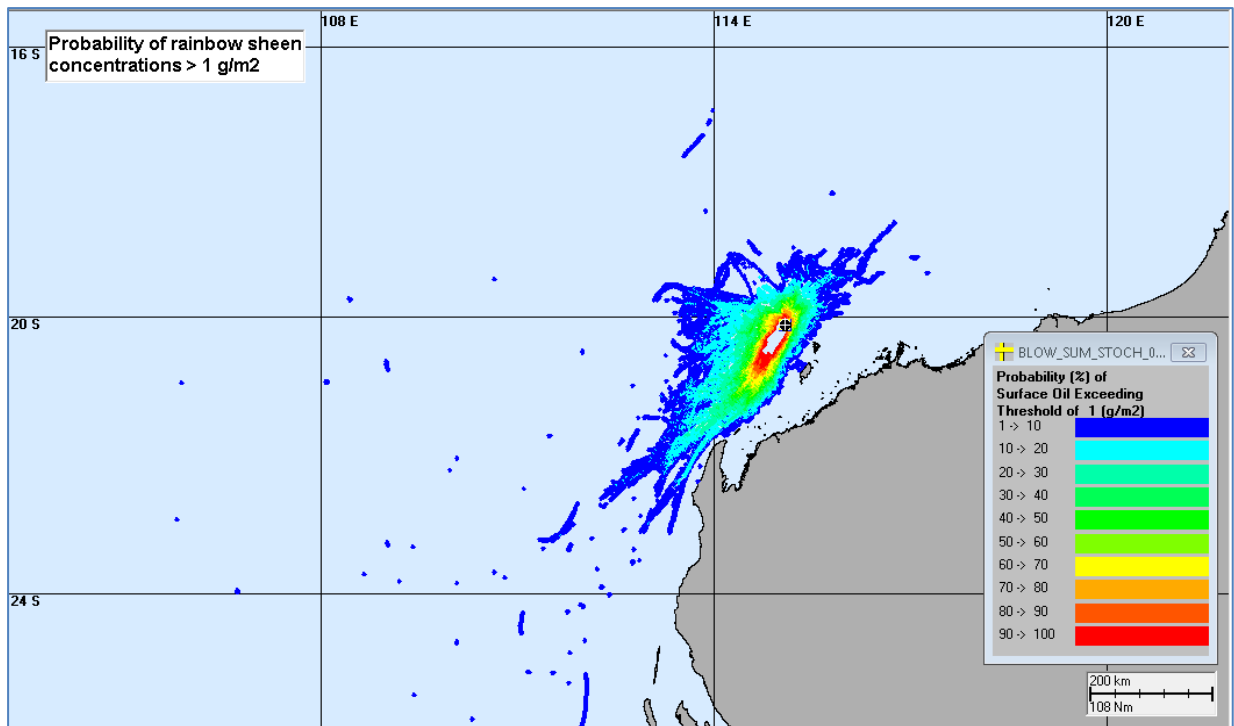 108 E
114 E
120 E
16 S
Probability of rainbow sheen
concentrations > 1 g/m2
20 S
24 S
BLOW_SUM_STOCH_0...
Probability (%) of
Surface Oil Exceeding
Threshold of 1 (g/m2)
1 -> 10
10 -> 20
20 -> 30
30 -> 40
40 -> 50
50 -> 60
60 -> 70
70 -> 80
80 -> 90
90 -> 100
200 km
108 Nm